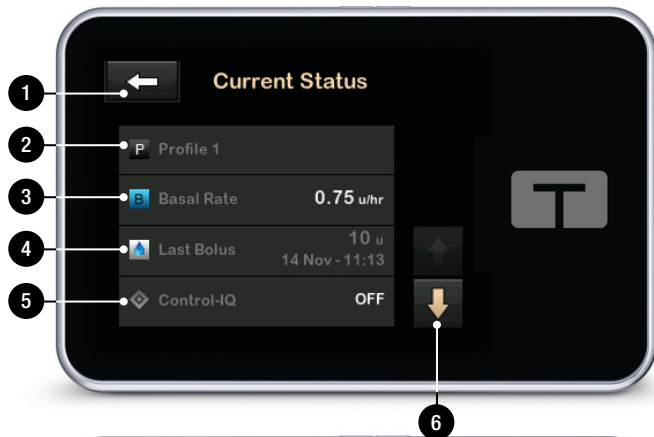 Current Status
1
2
P Profile 1
3
B Basal Rate 0.75 u/hr
4
Last Bolus 10 u
14 Nov - 11:13
5
Control-IQ OFF
6
T